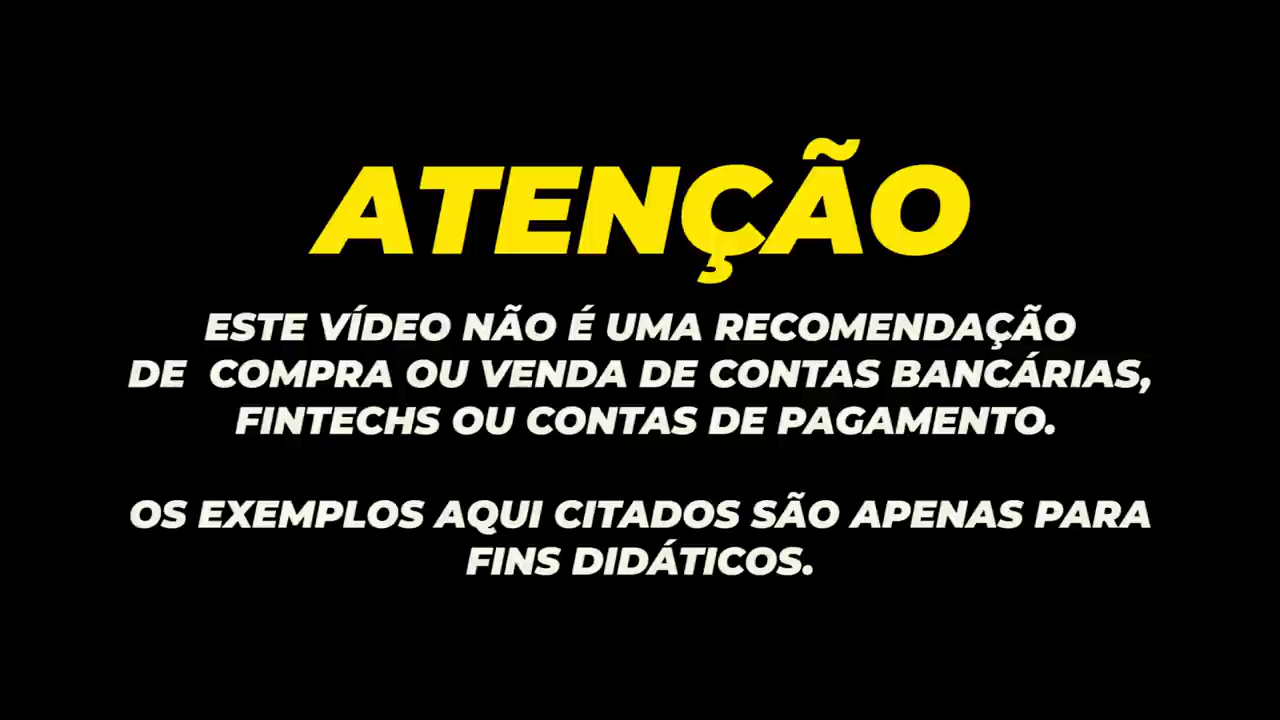 ATENÇÃO
ESTE VÍDEO NÃO É UMA RECOMENDAÇÃO
DE COMPRA OU VENDA DE CONTAS BANCÁRIAS,
FINTECHS OU CONTAS DE PAGAMENTO.
OS EXEMPLOS AQUI CITADOS SÃO APENAS PARA
FINS DIDÁTICOS.